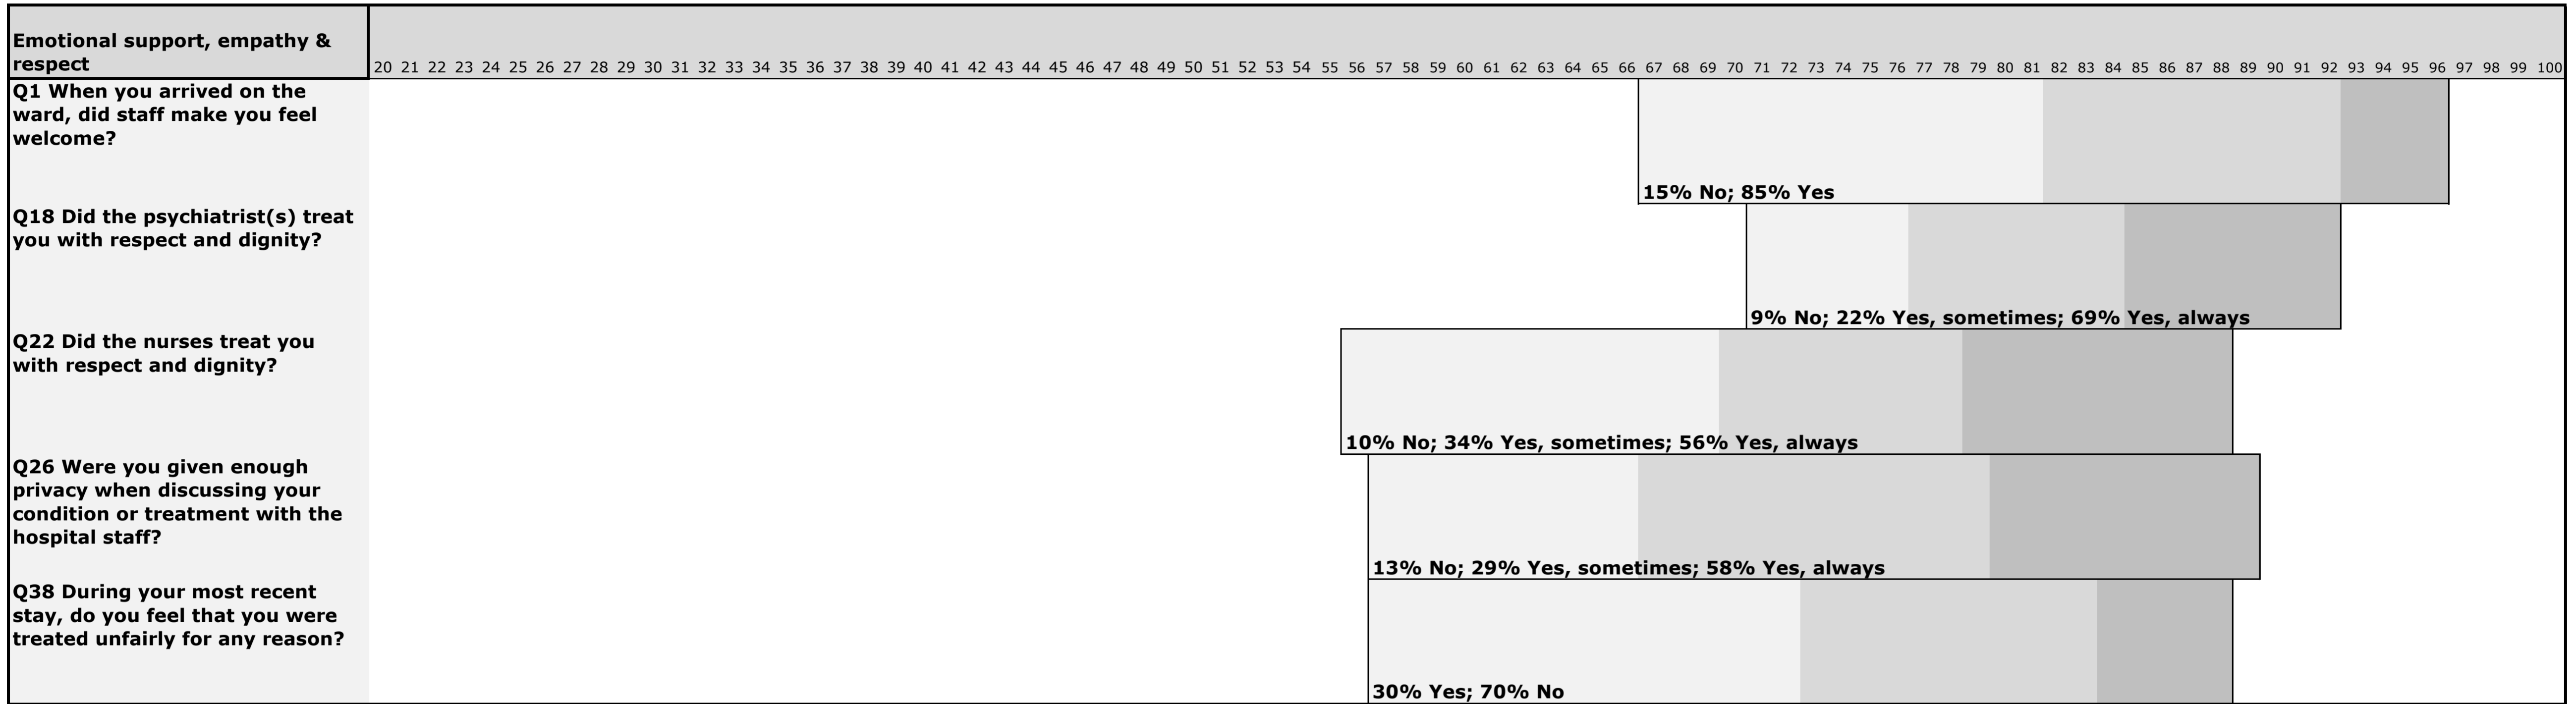 Emotional support, empathy &
respect
20 21 22 23 24 25 26 27 28 29 30 31 32 33 34 35 36 37 38 39 40 41 42 43 44 45 46 47 48 49 50 51 52 53 54 55 56 57 58 59 60 61 62 63 64 65 66 67 68 69 70 71 72 73 74 75 76 77 78 79 80 81 82 83 84 85 86 87 88 89 90 91 92 93 94 95 96 97 98 99 100
Q1 When you arrived on the
ward, did staff make you feel
welcome?
15% No; 85% Yes
Q18 Did the psychiatrist(s) treat
you with respect and dignity?
9% No; 22% Yes, sometimes; 69% Yes, always
Q22 Did the nurses treat you
with respect and dignity?
10% No; 34% Yes, sometimes; 56% Yes, always
Q26 Were you given enough
privacy when discussing your
condition or treatment with the
hospital staff?
13% No; 29% Yes, sometimes; 58% Yes, always
Q38 During your most recent
stay, do you feel that you were
treated unfairly for any reason?
30% Yes; 70% No